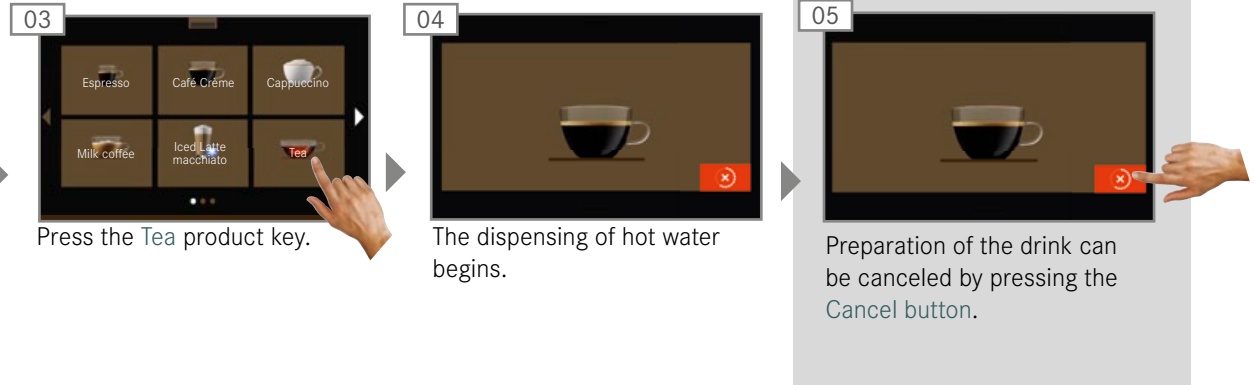 03
Espresso
Café Crème
Cappuccino
Milk coffee
Iced Latte
macchiato
Tea
Press the Tea product key.
04
The dispensing of hot water
begins.
05
Preparation of the drink can
be canceled by pressing the
Cancel button.